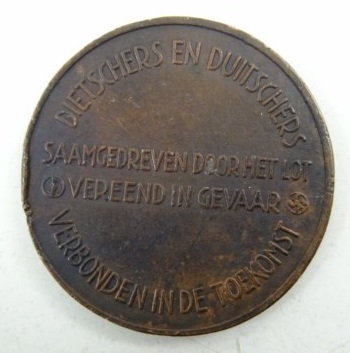 DIETSCHERS EN DUITSCHERS
SAAMGEDREVEN DOOR HET LOT
VEREEND IN GEVAAR
VERBONDEN IN DE TOEKOMST